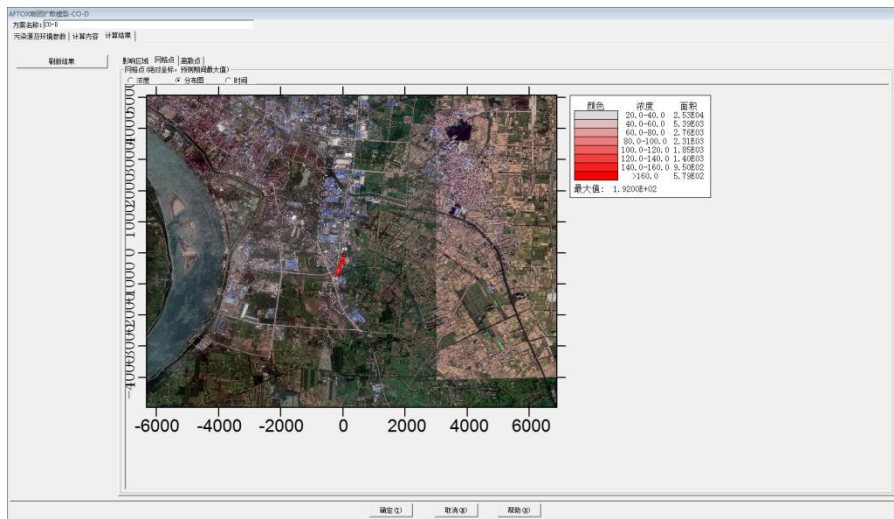 AFTOX烟团扩散模型-CO-D
方案名称: CO-D
污染源及环境参数 计算内容 计算结果
刷新结果
影响区域 网格点 离散点
网格点(绝对坐标,预测期间最大值)
浓度 分布图 时间
颜色 浓度 面积
20.0-40.0 2.53E04
40.0-60.0 5.39E03
60.0-80.0 2.76E03
80.0-100.0 2.31E03
100.0-120.0 1.85E03
120.0-140.0 1.40E03
140.0-160.0 9.50E02
>160.0 5.79E02
最大值: 1.9200E+02
-6000 -4000 -2000 0 2000 4000 6000
确定(I) 取消(X) 帮助(X)